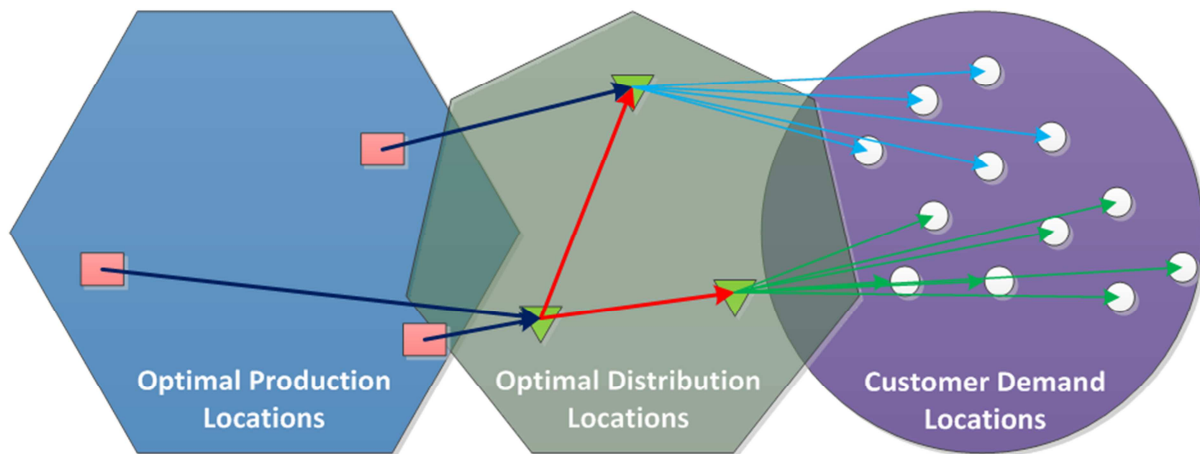 Optimal Production
Locations
Optimal Distribution
Locations
Customer Demand
Locations